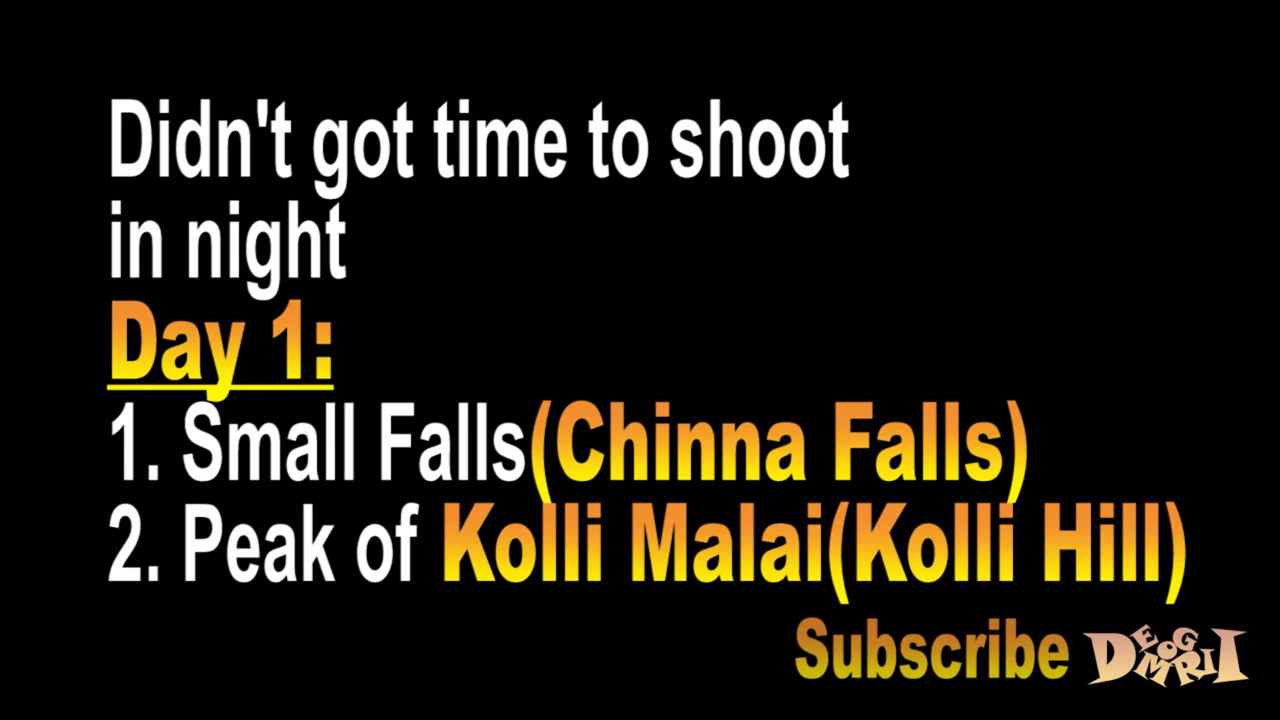 Didn't got time to shoot
in night
Day 1:
1. Small Falls(Chinna Falls)
2. Peak of Kolli Malai(Kolli Hill)
Subscribe